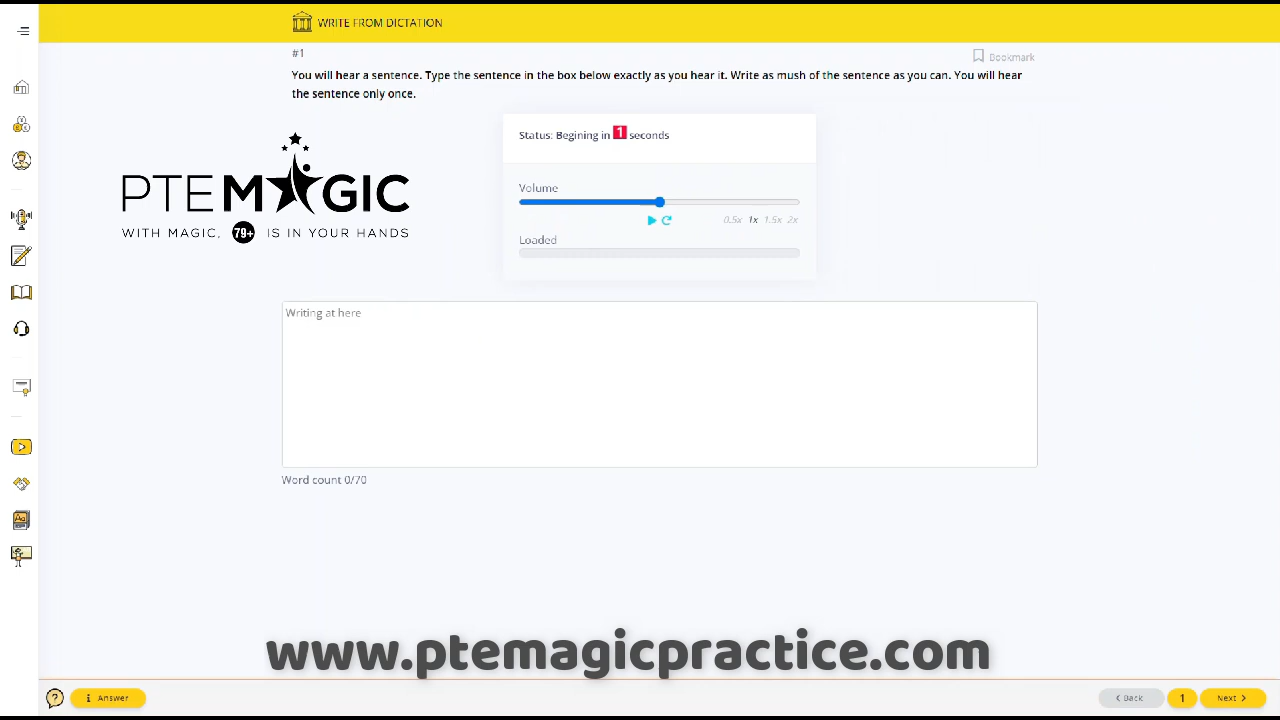 WRITE FROM DICTATION
#1
Bookmark
You will hear a sentence. Type the sentence in the box below exactly as you hear it. Write as mush of the sentence as you can. You will hear
the sentence only once.
Status: Begining in 1 seconds
PTEMAGIC
WITH MAGIC, 79+ IS IN YOUR HANDS
Volume
0.5x 1x 1.5x 2x
Loaded
Writing at here
Word count 0/70
www.ptemagicpractice.com
? i Answer
Back 1 Next